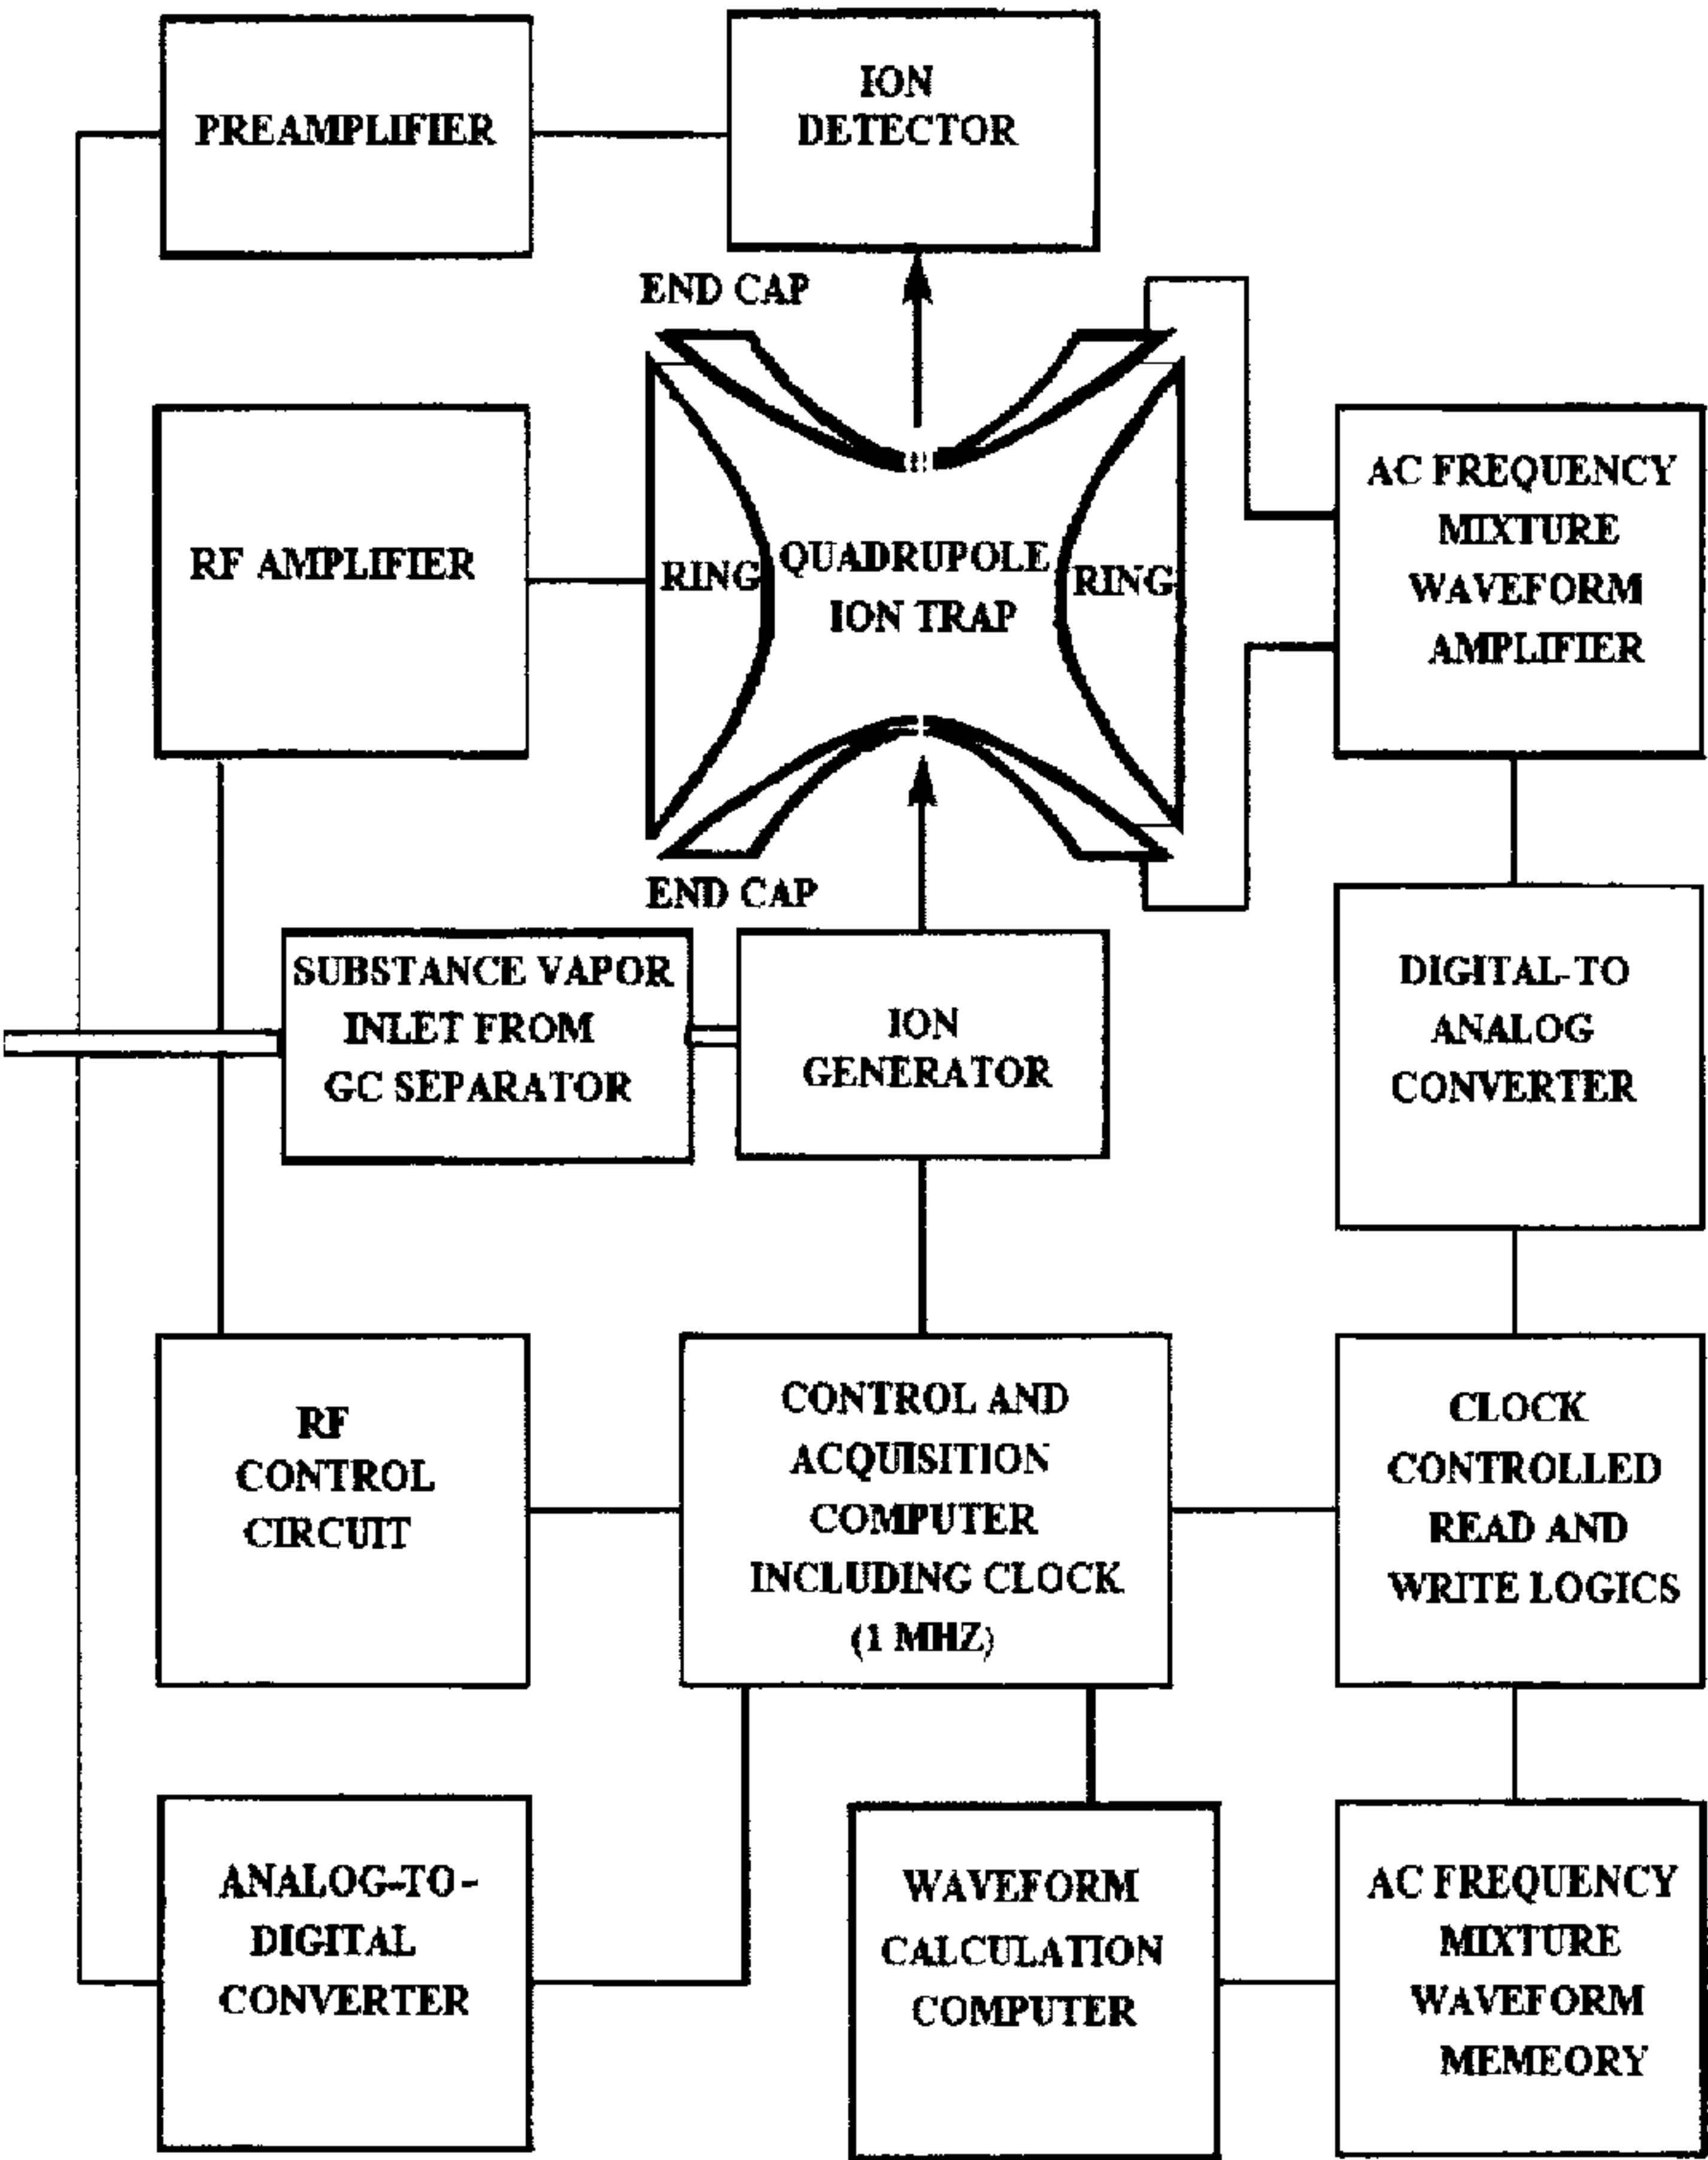 PREAMPLIFIER
ION
DETECTOR
END CAP
RF AMPLIFIER
RING
QUADRUPOLE
ION TRAP
RING
AC FREQUENCY
MIXTURE
WAVEFORM
AMPLIFIER
END CAP
SUBSTANCE VAPOR
INLET FROM
GC SEPARATOR
ION
GENERATOR
DIGITAL-TO
ANALOG
CONVERTER
RF
CONTROL
CIRCUIT
CONTROL AND
ACQUISITION
COMPUTER
INCLUDING CLOCK
(1 MHZ)
CLOCK
CONTROLLED
READ AND
WRITE LOGICS
ANALOG-TO-
DIGITAL
CONVERTER
WAVEFORM
CALCULATION
COMPUTER
AC FREQUENCY
MIXTURE
WAVEFORM
MEMEORY